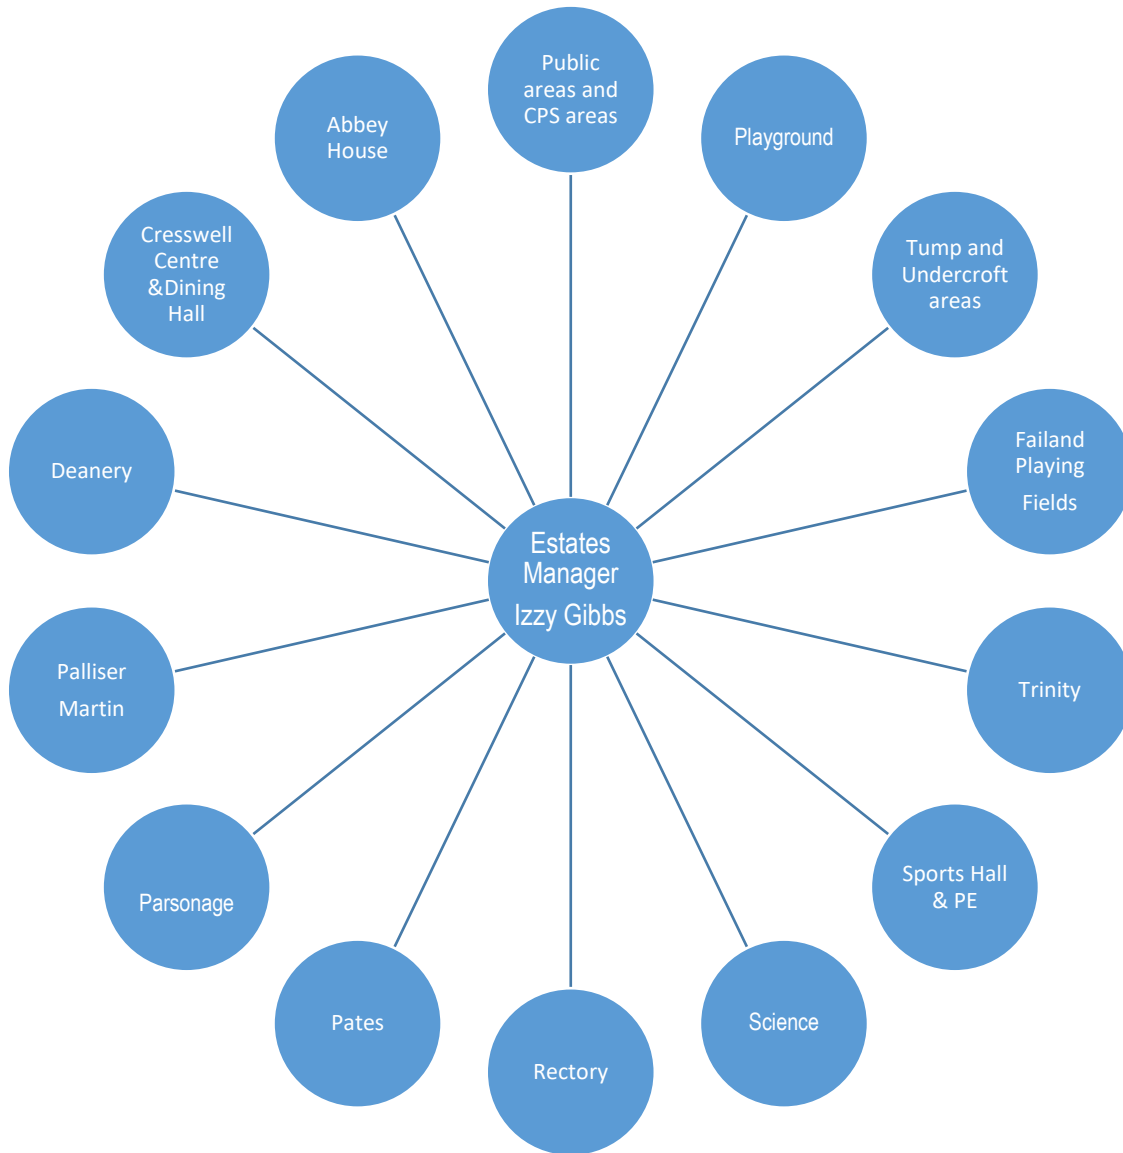 Public
areas and
CPS areas
Playground
Tump and
Undercroft
areas
Failand
Playing
Fields
Trinity
Sports Hall
& PE
Science
Rectory
Pates
Parsonage
Palliser
Martin
Deanery
Cresswell
Centre
&Dining
Hall
Abbey
House
Estates
Manager
Izzy Gibbs